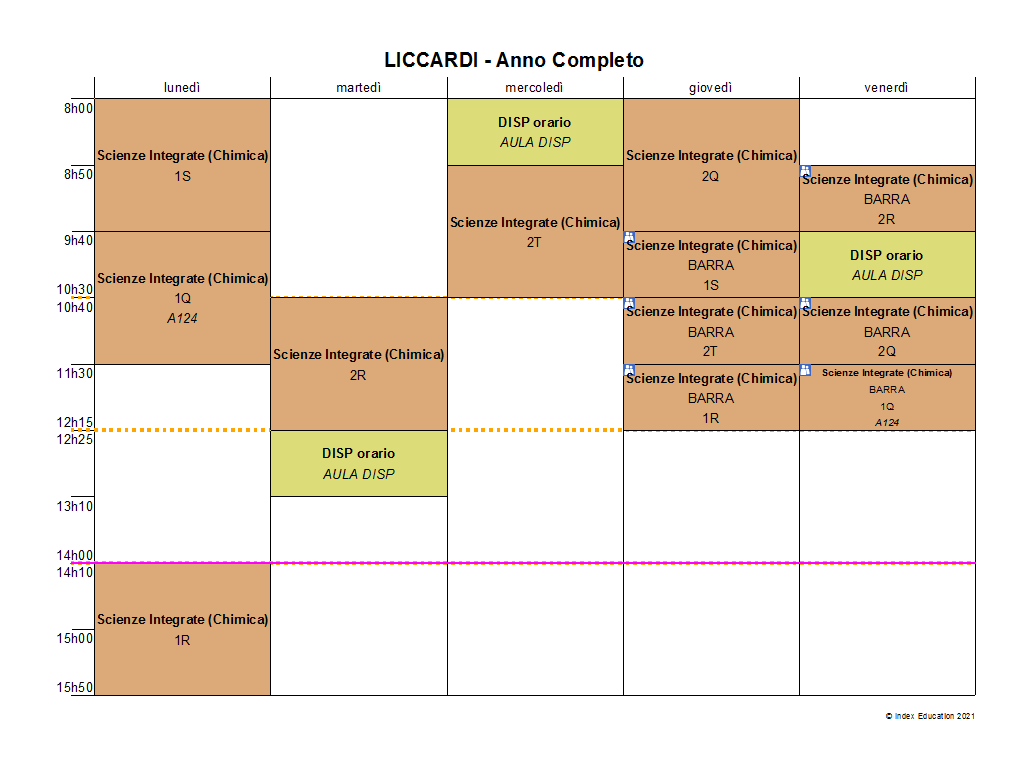 LICCARDI - Anno Completo
lunedì
martedì
mercoledì
giovedì
venerdì
8h00
8h50
9h40
10h30
10h40
11h30
12h15
12h25
13h10
14h00
14h10
15h00
15h50
Scienze Integrate (Chimica)
1S
Scienze Integrate (Chimica)
1Q
A124
Scienze Integrate (Chimica)
1R
Scienze Integrate (Chimica)
2R
DISP orario
AULA DISP
DISP orario
AULA DISP
Scienze Integrate (Chimica)
2T
Scienze Integrate (Chimica)
2Q
Scienze Integrate (Chimica)
BARRA
1S
Scienze Integrate (Chimica)
BARRA
2T
Scienze Integrate (Chimica)
BARRA
1R
Scienze Integrate (Chimica)
BARRA
2R
DISP orario
AULA DISP
Scienze Integrate (Chimica)
BARRA
2Q
Scienze Integrate (Chimica)
BARRA
1Q
A124
© Index Education 2021